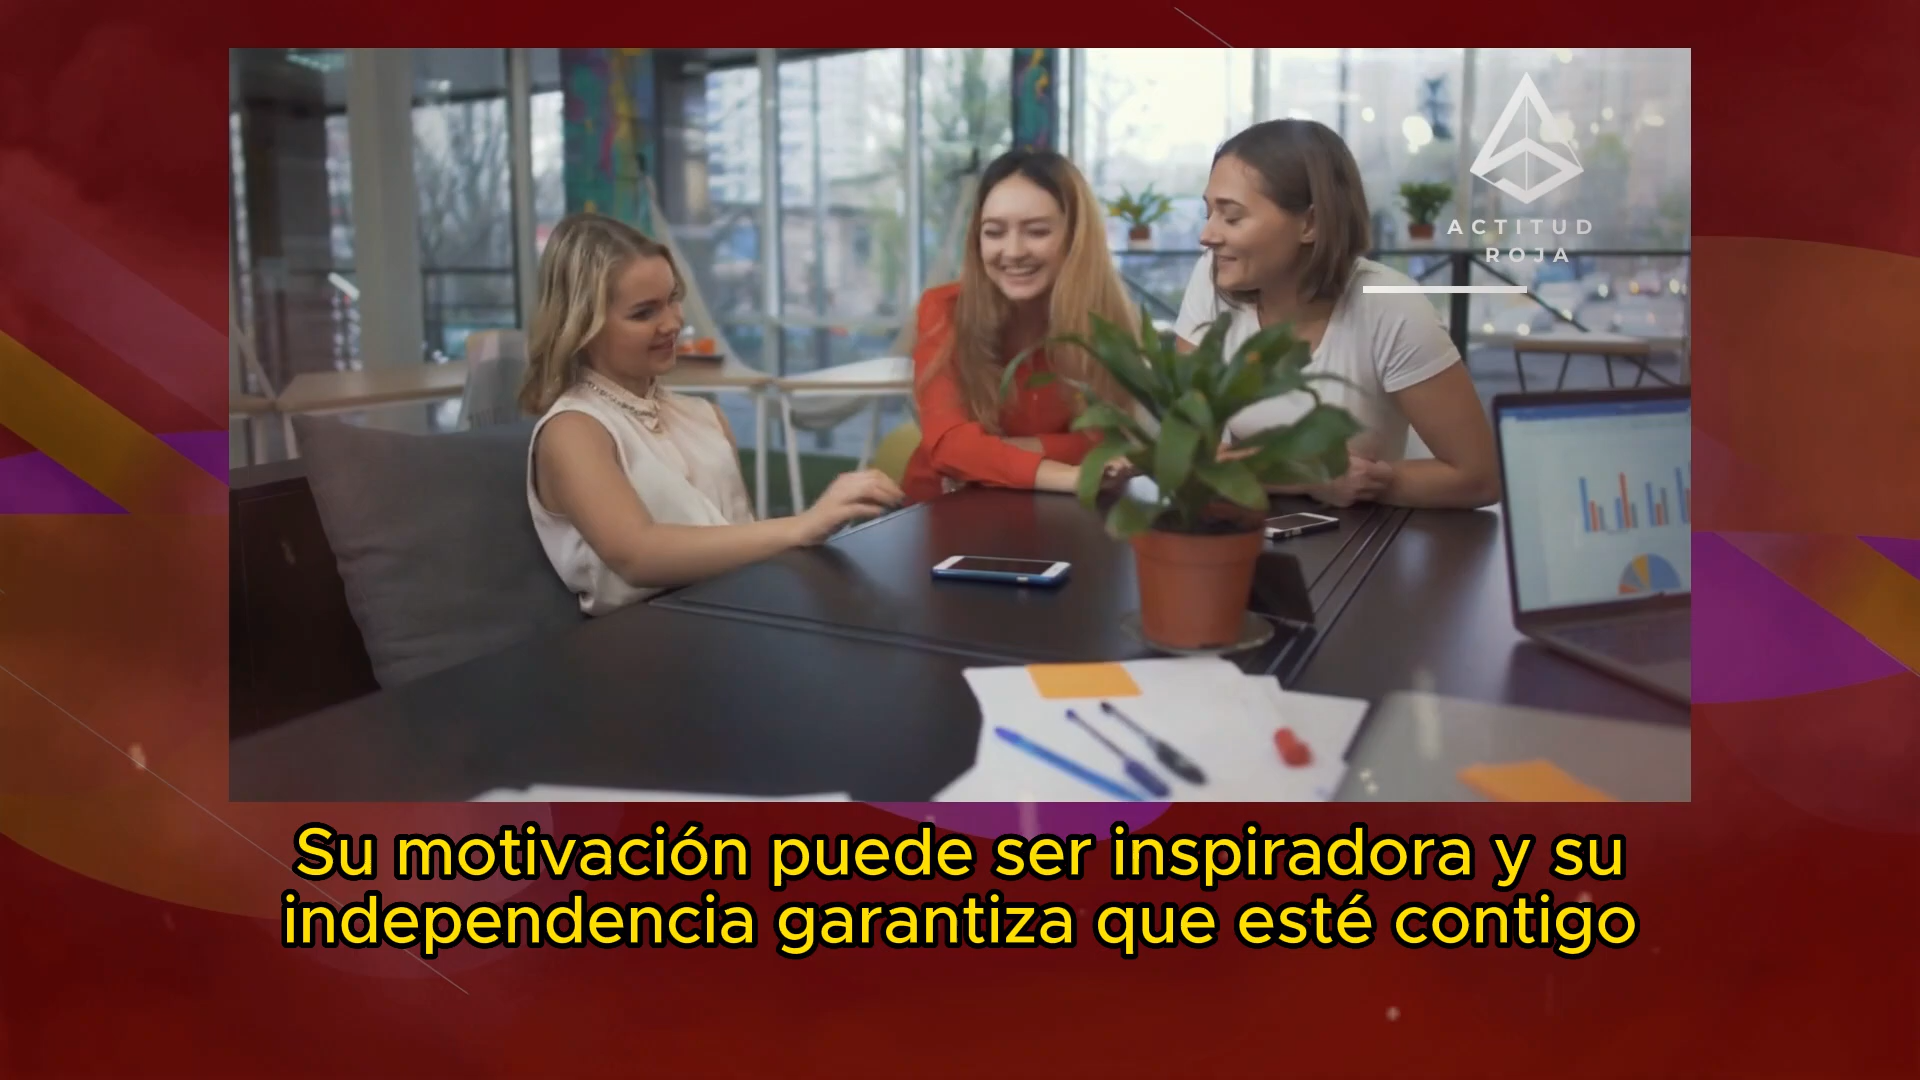 ACTITUD
ROJA
Su motivación puede ser inspiradora y su
independencia garantiza que esté contigo